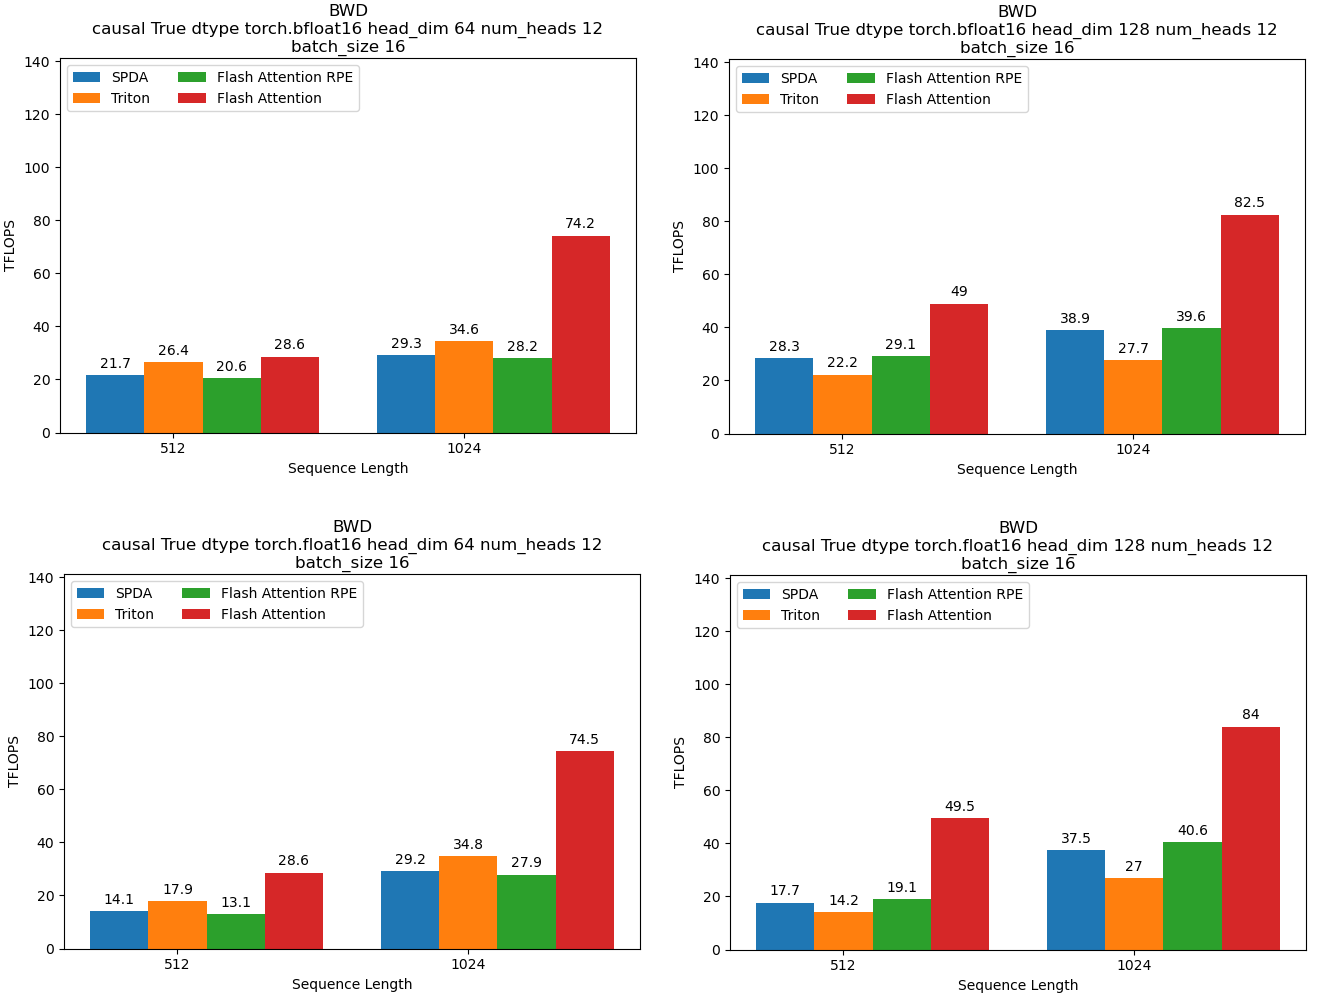 BWD
causal True dtype torch.bfloat16 head_dim 64 num_heads 12
batch_size 16
SPDA
Triton
Flash Attention RPE
Flash Attention
TFLOPS
140
120
100
80
60
40
20
0
21.7
26.4
20.6
28.6
29.3
34.6
28.2
74.2
512
1024
Sequence Length
BWD
causal True dtype torch.bfloat16 head_dim 128 num_heads 12
batch_size 16
SPDA
Triton
Flash Attention RPE
Flash Attention
TFLOPS
140
120
100
80
60
40
20
0
28.3
22.2
29.1
49
38.9
27.7
39.6
82.5
512
1024
Sequence Length
BWD
causal True dtype torch.float16 head_dim 64 num_heads 12
batch_size 16
SPDA
Triton
Flash Attention RPE
Flash Attention
TFLOPS
140
120
100
80
60
40
20
0
14.1
17.9
13.1
28.6
29.2
34.8
27.9
74.5
512
1024
Sequence Length
BWD
causal True dtype torch.float16 head_dim 128 num_heads 12
batch_size 16
SPDA
Triton
Flash Attention RPE
Flash Attention
TFLOPS
140
120
100
80
60
40
20
0
17.7
14.2
19.1
49.5
37.5
27
40.6
84
512
1024
Sequence Length